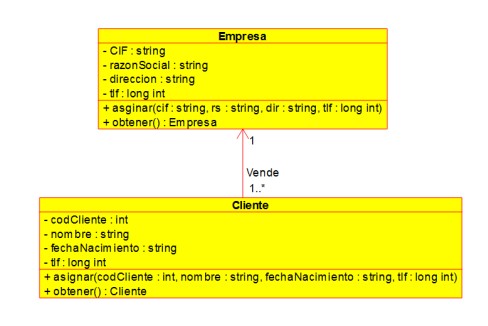 Empresa
- CIF : string
- razonSocial : string
- direccion : string
- tlf : long int
+ asginar(cif : string, rs : string, dir : string, tlf : long int)
+ obtener() : Empresa
1
Vende
1..*
Cliente
- codCliente : int
- nombre : string
- fechaNacimiento : string
- tlf : long int
+ asignar(codCliente : int, nombre : string, fechaNacimiento : string, tlf : long int)
+ obtener() : Cliente